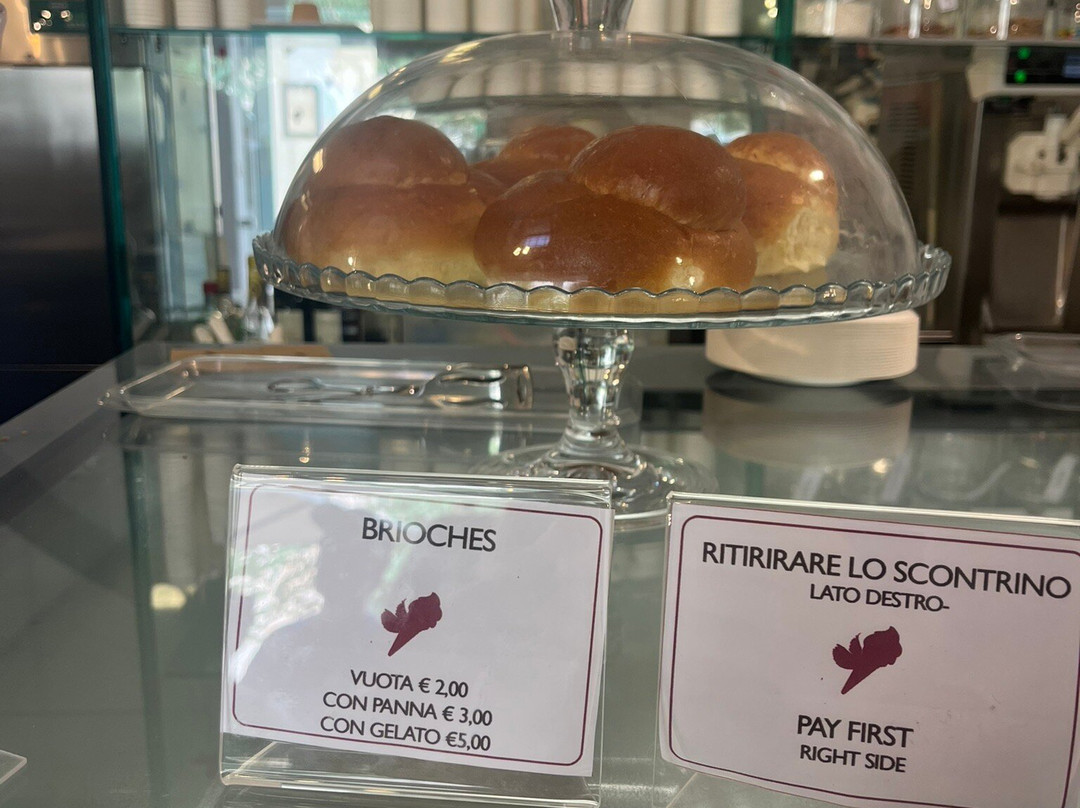 BRIOCHES
VUOTA € 2,00
CON PANNA € 3,00
CON GELATO €5,00
RITIRIRARE LO SCONTRINO
LATO DESTRO-
PAY FIRST
RIGHT SIDE